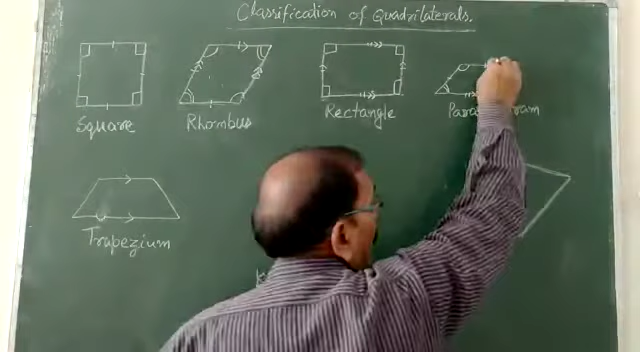 Classification of Quadrilaterals.
Square
Rhombus
Rectangle
Trapezium